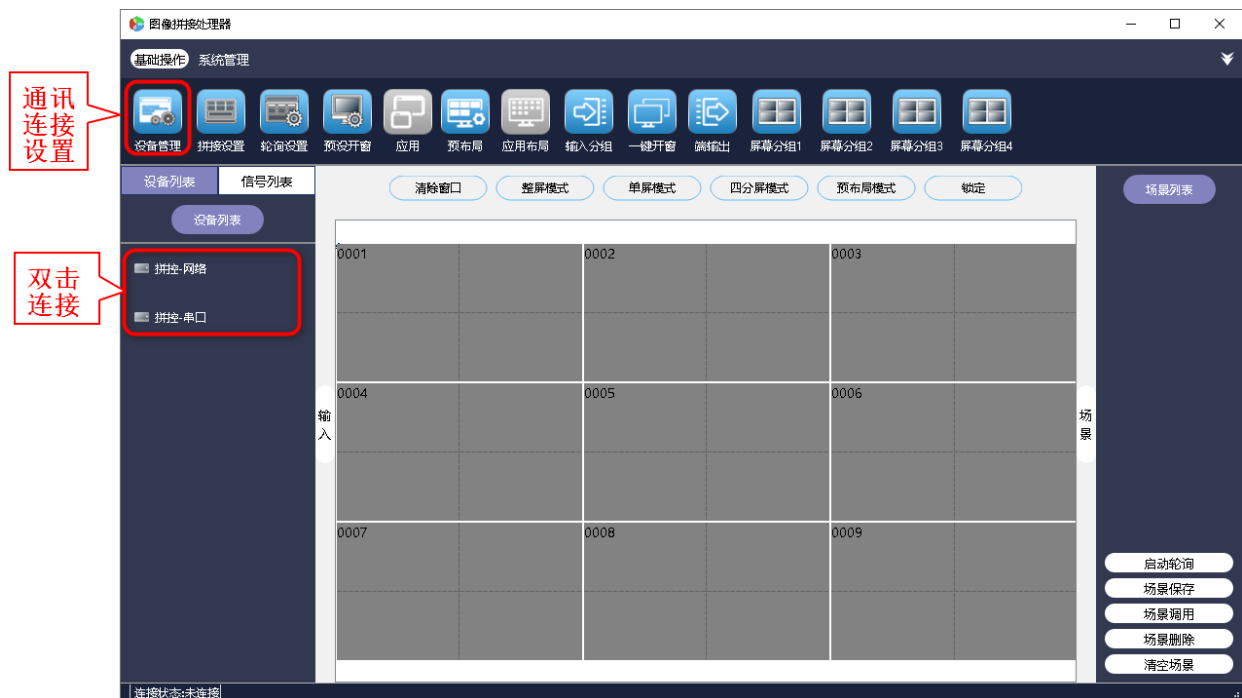 图像拼接处理器
基础操作 系统管理
通讯
连接
设置
设备管理 拼接设置 轮询设置 预设开窗 应用 预布局 应用布局 输入分组 一键开窗 端输出 屏幕分组1 屏幕分组2 屏幕分组3 屏幕分组4
设备列表 信号列表
清除窗口 整屏模式 单屏模式 四分屏模式 预布局模式 锁定
场景列表
设备列表
双击
连接
拼控-网络
拼控-串口
0001 0002 0003
0004 0005 0006
输
入
场
景
0007 0008 0009
启动轮询
场景保存
场景调用
场景删除
清空场景
连接状态:未连接